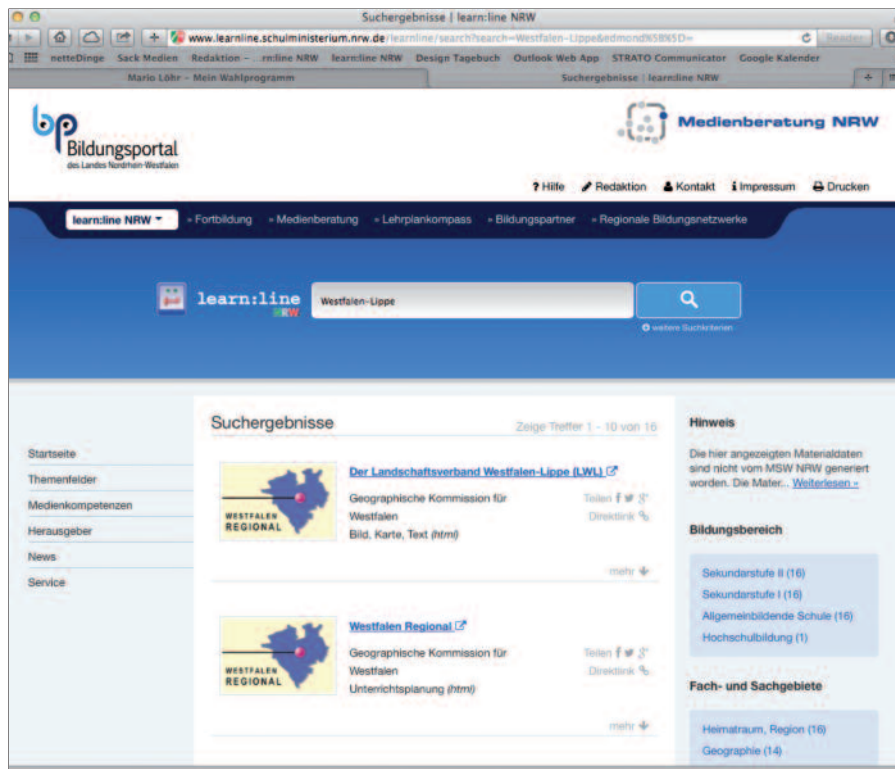 Suchergebnisse | learn:line NRW
www.learnline.schulministerium.nrw.de/learnline/search?search=Westfalen-Lippe&edmond%5B%5D=
Reader
netteDinge Sack Medien Redaktion – ...rn:line NRW learn:line NRW Design Tagebuch Outlook Web App STRATO Communicator Google Kalender
Mario Löhr – Mein Wahlprogramm
Suchergebnisse | learn:line NRW
bp
Bildungsportal
des Landes Nordrhein-Westfalen
Medienberatung NRW
? Hilfe Redaktion Kontakt i Impressum Drucken
learn:line NRW » Fortbildung » Medienberatung » Lehrplankompass » Bildungspartner » Regionale Bildungsnetzwerke
learn:line
NRW
Westfalen-Lippe
weitere Suchkriterien
Startseite
Themenfelder
Medienkompetenzen
Herausgeber
News
Service
Suchergebnisse
Zeige Treffer 1 - 10 von 16
WESTFALEN
REGIONAL
Der Landschaftsverband Westfalen-Lippe (LWL)
Geographische Kommission für
Westfalen
Bild, Karte, Text (html)
Teilen
Direktlink
mehr
WESTFALEN
REGIONAL
Westfalen Regional
Geographische Kommission für
Westfalen
Unterrichtsplanung (html)
Teilen
Direktlink
mehr
Hinweis
Die hier angezeigten Materialdaten
sind nicht vom MSW NRW generiert
worden. Die Mater... Weiterlesen »
Bildungsbereich
Sekundarstufe II (16)
Sekundarstufe I (16)
Allgemeinbildende Schule (16)
Hochschulbildung (1)
Fach- und Sachgebiete
Heimatraum, Region (16)
Geographie (14)